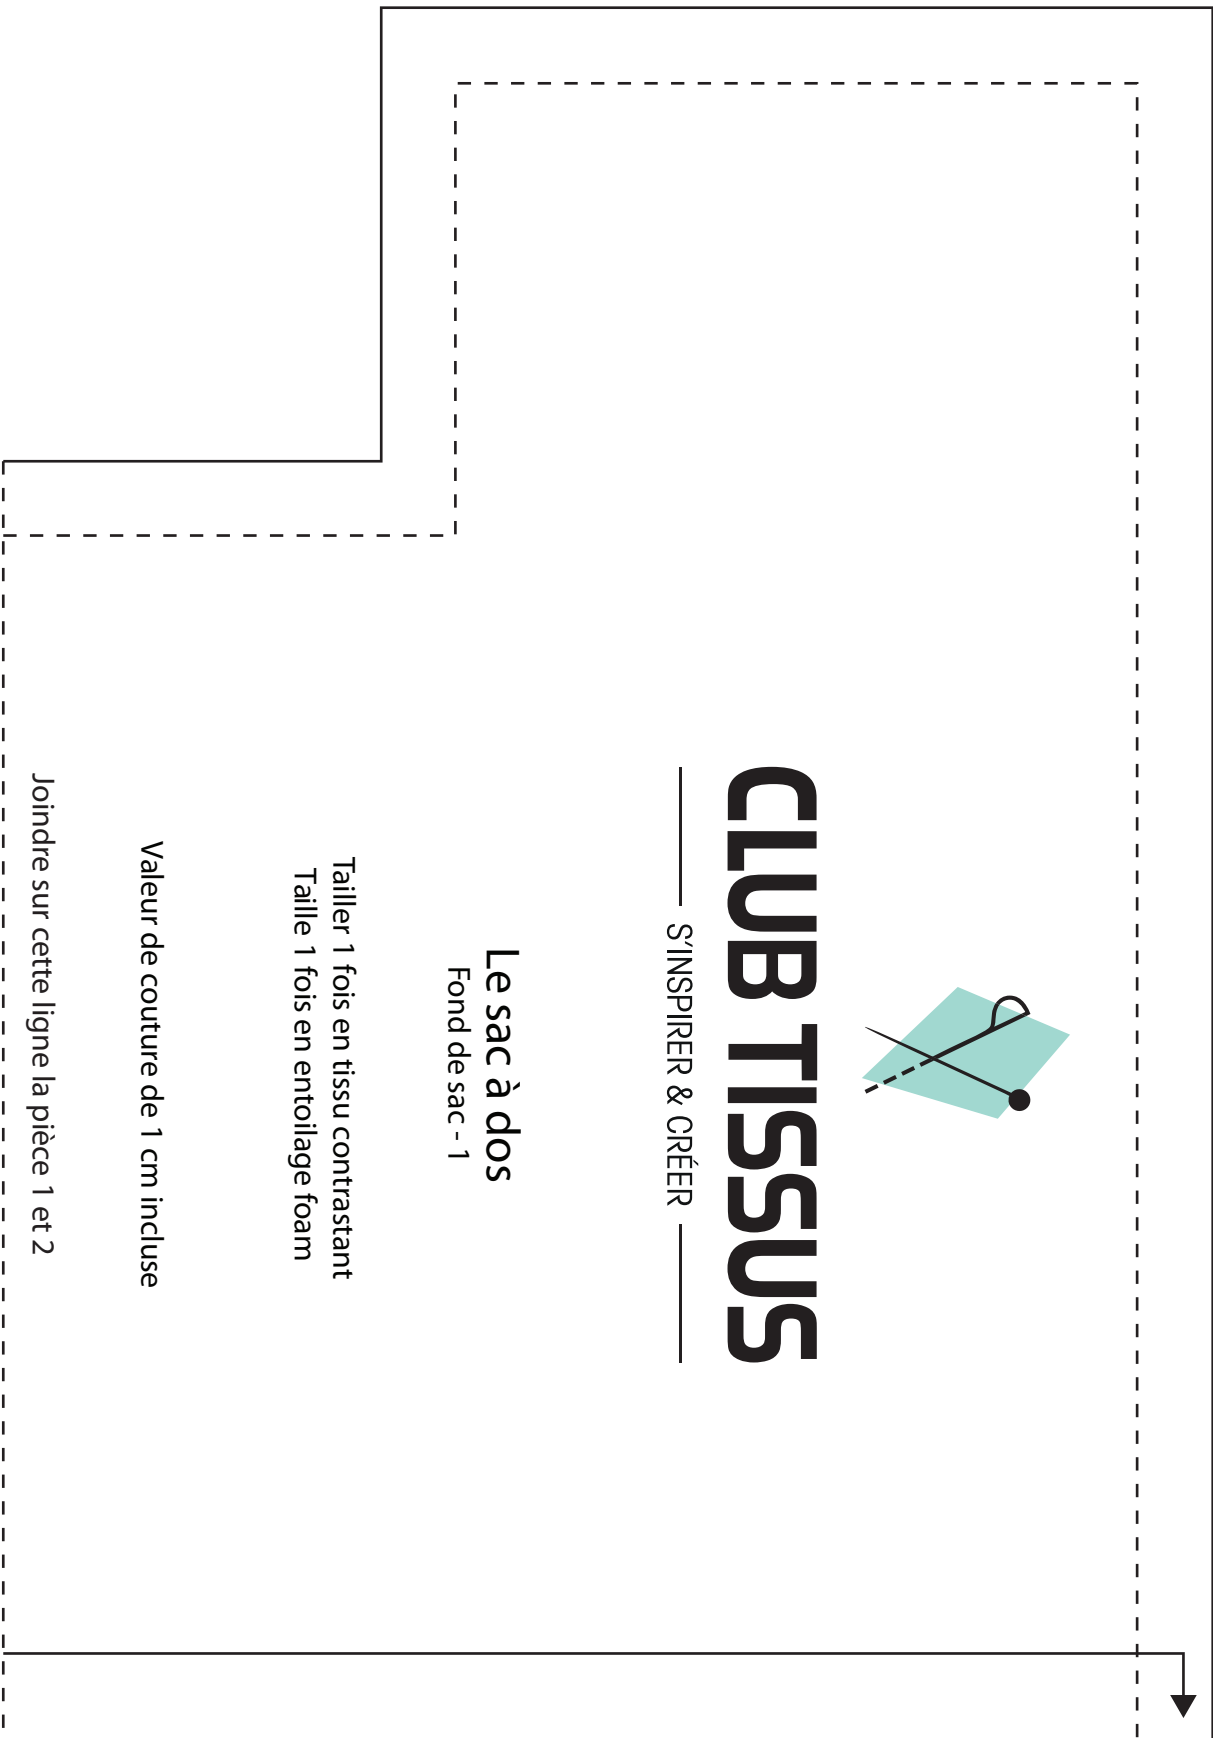 CLUB TISSUS
S'INSPIRER & CRÉER
Le sac à dos
Fond de sac - 1
Tailler 1 fois en tissu contrastant
Taille 1 fois en entoilage foam
Valeur de couture de 1 cm incluse
Joindre sur cette ligne la pièce 1 et 2